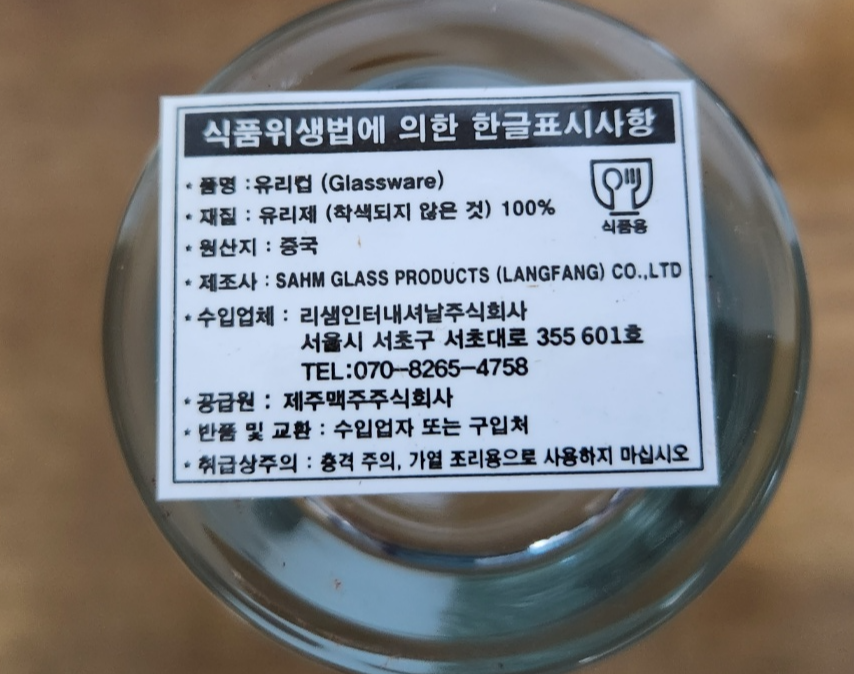 식품위생법에 의한 한글표시사항
* 품명 : 유리컵 (Glassware)
* 재질 : 유리제 (착색되지 않은 것) 100%
식품용
* 원산지 : 중국
* 제조사 : SAHM GLASS PRODUCTS (LANGFANG) CO.,LTD
* 수입업체 : 리샘인터내셔날주식회사
서울시 서초구 서초대로 355 601호
TEL:070-8265-4758
* 공급원 : 제주맥주주식회사
* 반품 및 교환 : 수입업자 또는 구입처
* 취급상주의 : 충격 주의, 가열 조리용으로 사용하지 마십시오